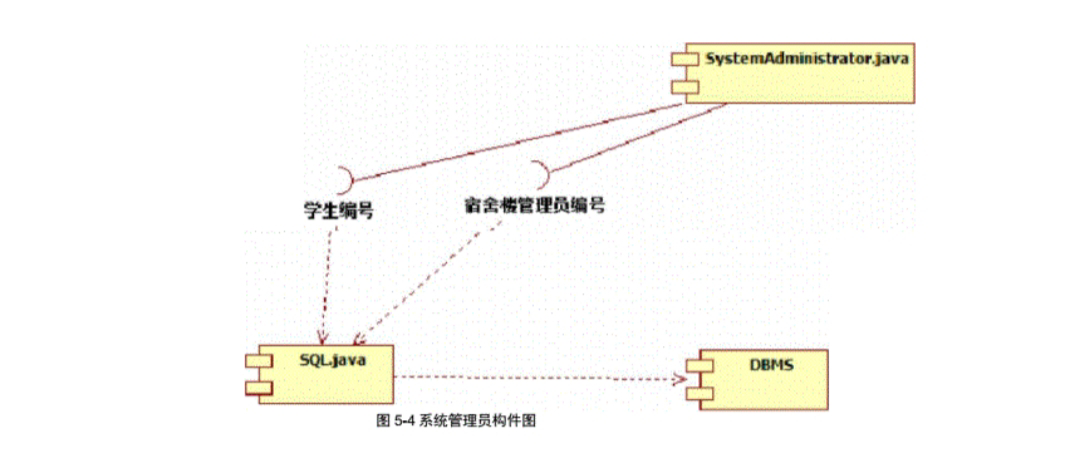 SystemAdministrator.java
学生编号
宿舍楼管理员编号
SQL.java
DBMS
图 5-4 系统管理员构件图